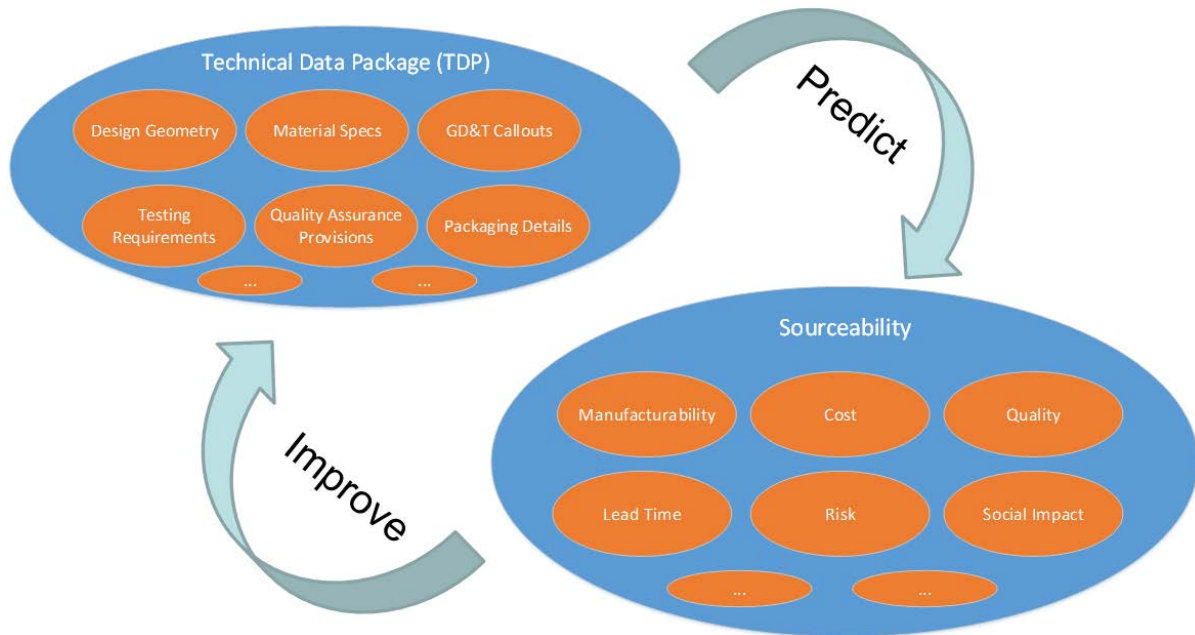 Technical Data Package (TDP)
Design Geometry
Material Specs
GD&T Callouts
Testing
Requirements
Quality Assurance
Provisions
Packaging Details
...
...
Predict
Sourceability
Manufacturability
Cost
Quality
Lead Time
Risk
Social Impact
...
...
Improve